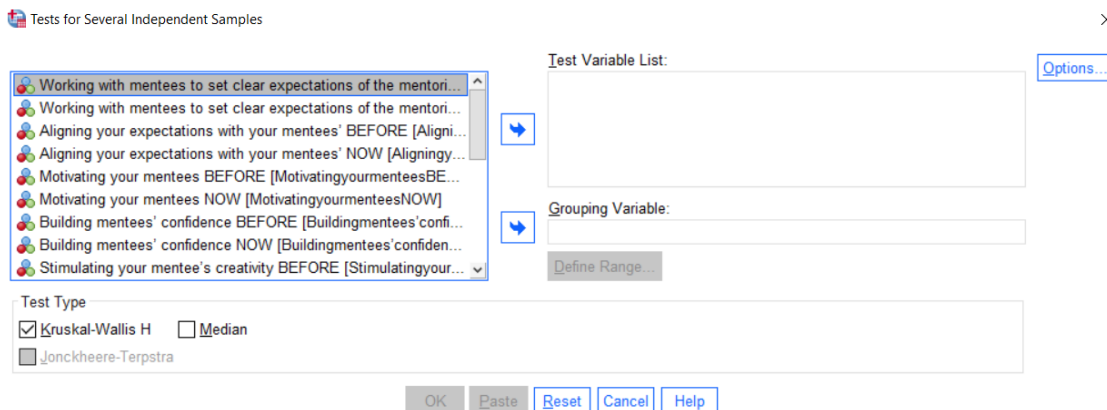 Tests for Several Independent Samples
Test Variable List:
Options...
Working with mentees to set clear expectations of the mentori...
Working with mentees to set clear expectations of the mentori...
Aligning your expectations with your mentees' BEFORE [Aligni...
Aligning your expectations with your mentees' NOW [Aligningy...
Motivating your mentees BEFORE [MotivatingyourmenteesBE...
Motivating your mentees NOW [MotivatingyourmenteesNOW]
Building mentees' confidence BEFORE [Buildingmentees'confi...
Building mentees' confidence NOW [Buildingmentees'confiden...
Stimulating your mentee's creativity BEFORE [Stimulatingyour...
Grouping Variable:
Define Range...
Test Type
Kruskal-Wallis H Median
Jonckheere-Terpstra
OK Paste Reset Cancel Help